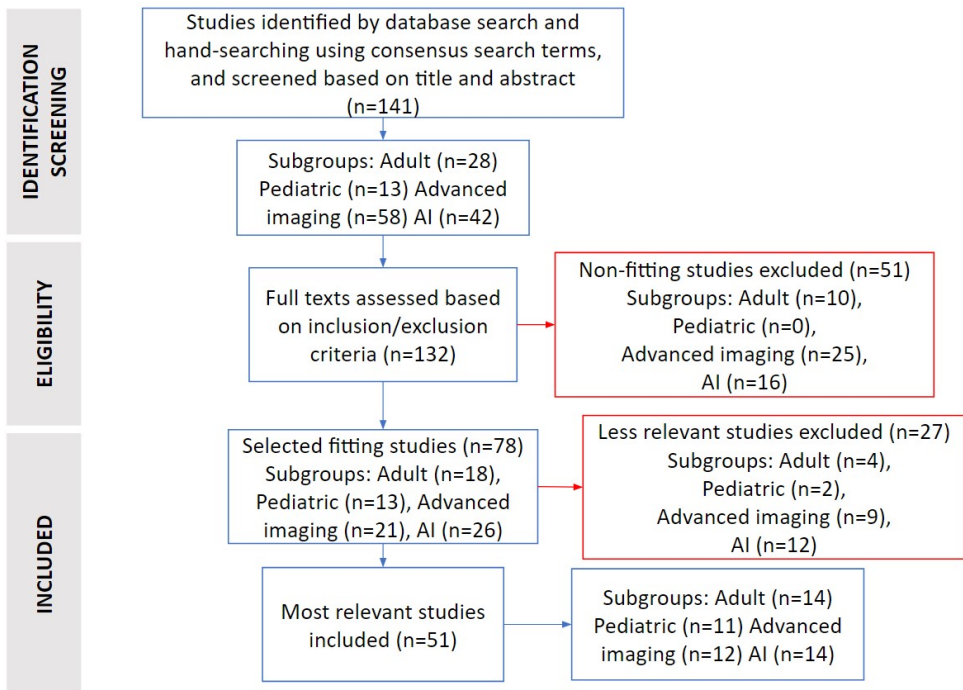 IDENTIFICATION
SCREENING
Studies identified by database search and
hand-searching using consensus search terms,
and screened based on title and abstract
(n=141)
Subgroups: Adult (n=28)
Pediatric (n=13) Advanced
imaging (n=58) AI (n=42)
ELIGIBILITY
Full texts assessed based
on inclusion/exclusion
criteria (n=132)
Non-fitting studies excluded (n=51)
Subgroups: Adult (n=10),
Pediatric (n=0),
Advanced imaging (n=25),
AI (n=16)
INCLUDED
Selected fitting studies (n=78)
Subgroups: Adult (n=18),
Pediatric (n=13), Advanced
imaging (n=21), AI (n=26)
Less relevant studies excluded (n=27)
Subgroups: Adult (n=4),
Pediatric (n=2),
Advanced imaging (n=9),
AI (n=12)
Most relevant studies
included (n=51)
Subgroups: Adult (n=14)
Pediatric (n=11) Advanced
imaging (n=12) AI (n=14)